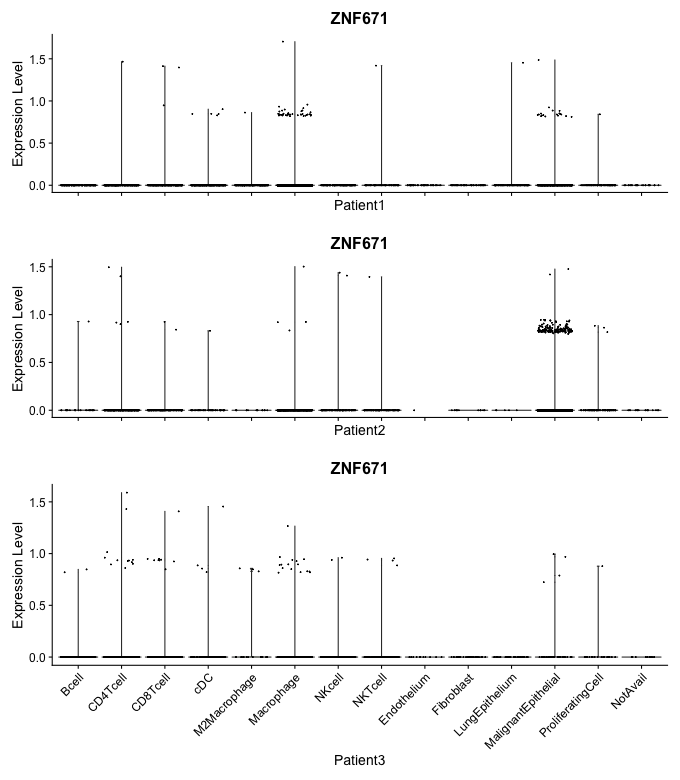 ZNF671
Expression Level
1.5
1.0
0.5
0.0
Patient1
ZNF671
Expression Level
1.5
1.0
0.5
0.0
Patient2
ZNF671
Expression Level
1.5
1.0
0.5
0.0
Bcell
CD4Tcell
CD8Tcell
cDC
M2Macrophage
Macrophage
NKcell
NKTcell
Endothelium
Fibroblast
LungEpithelium
MalignantEpithelial
ProliferatingCell
NotAvail
Patient3